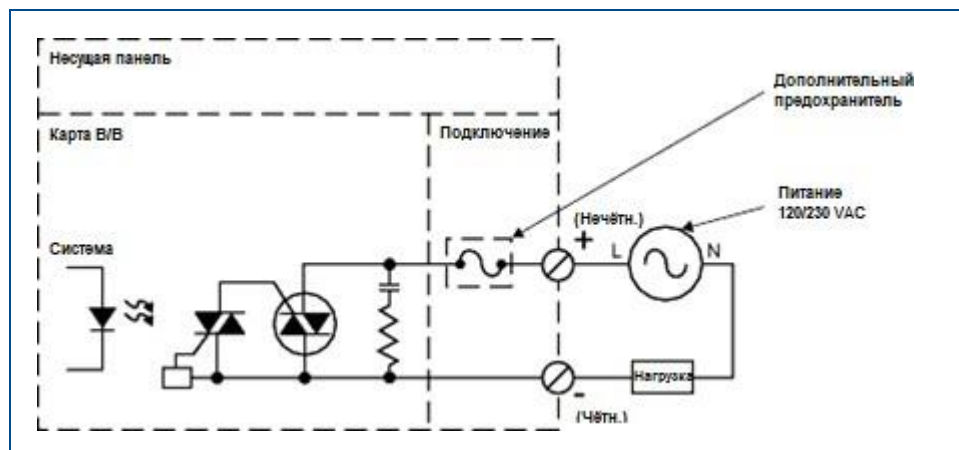 Несущая панель
Дополнительный
предохранитель
Карта В/В
Подключение
Питание
120/230 VAC
(Нечётн.)
+
L
N
Система
Нагрузка
-
(Чётн.)